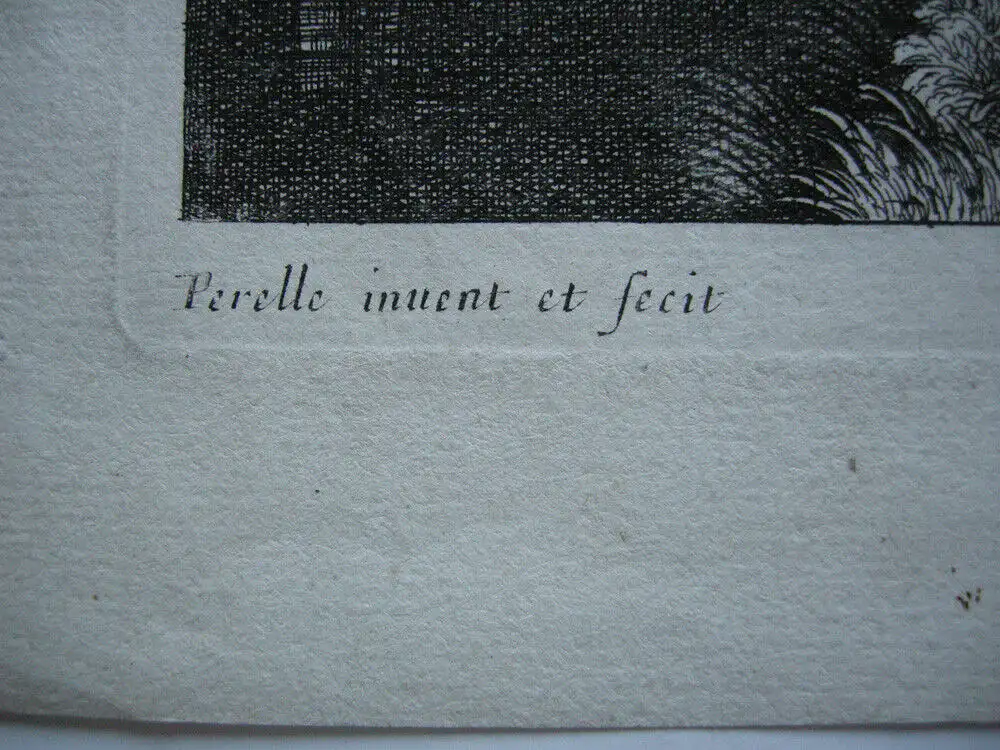 Perelle inuent et fecit